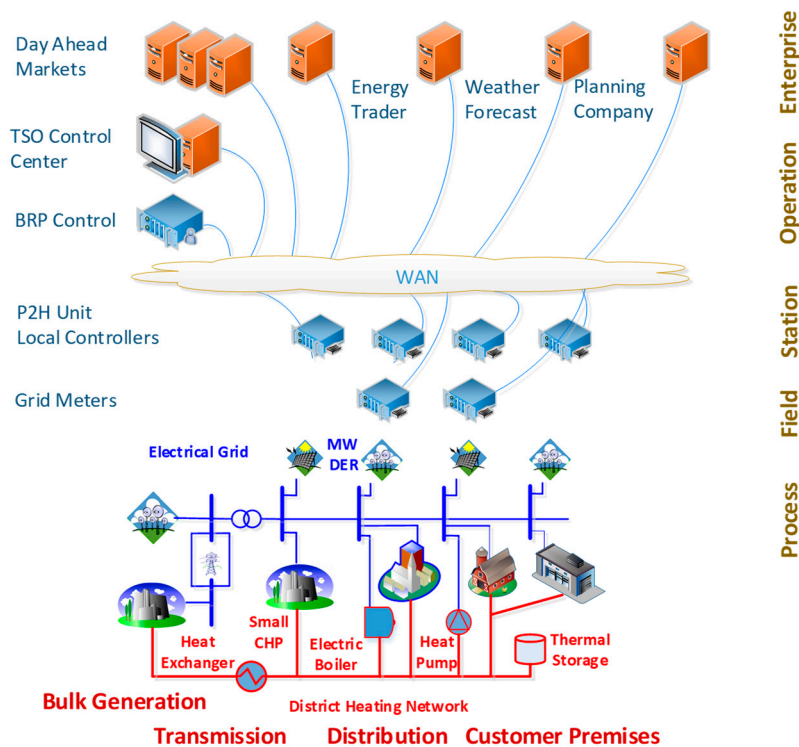 Day Ahead
Markets
Energy
Trader
Weather
Forecast
Planning
Company
Enterprise
TSO Control
Center
Operation
BRP Control
WAN
P2H Unit
Local Controllers
Station
Grid Meters
Field
Electrical Grid
MW
DER
Process
Small
CHP
Heat
Exchanger
Electric
Boiler
Heat
Pump
Thermal
Storage
Bulk Generation
District Heating Network
Transmission
Distribution
Customer Premises